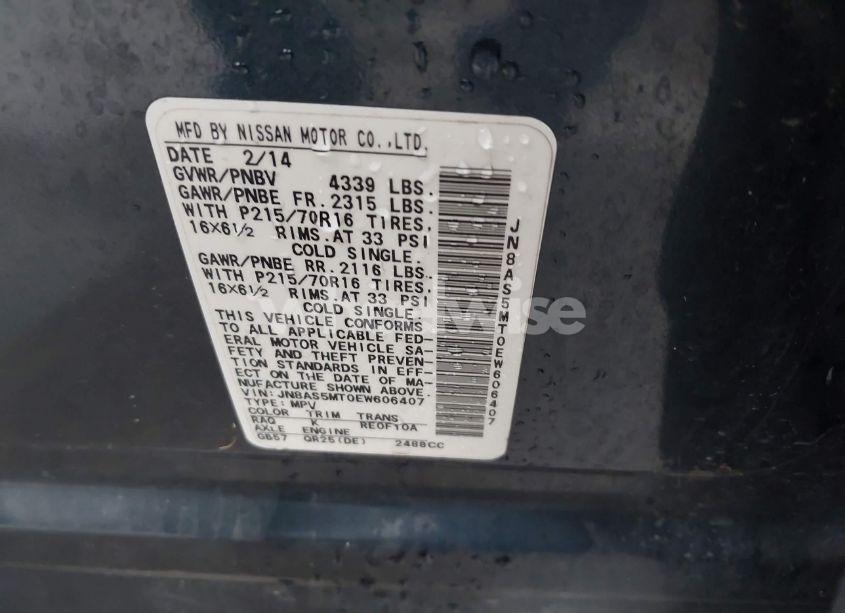 MFD BY NISSAN MOTOR CO.,LTD.
DATE 2/14
GVWR/PNBV 4339 LBS.
GAWR/PNBE FR. 2315 LBS.
WITH P215/70R16 TIRES,
16X6½ RIMS.AT 33 PSI
COLD SINGLE.
GAWR/PNBE RR. 2116 LBS.
WITH P215/70R16 TIRES,
16X6½ RIMS.AT 33 PSI
COLD SINGLE.
THIS VEHICLE CONFORMS
TO ALL APPLICABLE FED-
ERAL MOTOR VEHICLE SA-
FETY AND THEFT PREVEN-
TION STANDARDS IN EFF-
ECT ON THE DATE OF MA-
NUFACTURE SHOWN ABOVE.
VIN: JN8AS5MT0EW606407
TYPE: MPV
COLOR TRIM TRANS
RAQ K RE0F10A
AXLE ENGINE
GB57 QR25(DE) 2488CC
JN8AS5MT0EW606407